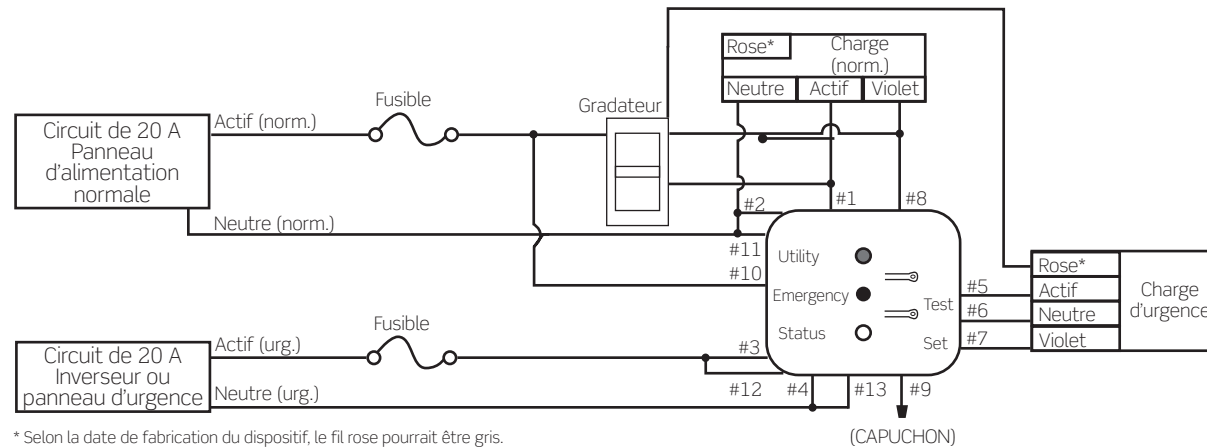 Rose*
Charge
(norm.)
Neutre
Actif
Violet
Fusible
Gradateur
Circuit de 20 A
Panneau
d'alimentation
normale
Actif (norm.)
Neutre (norm.)
#2
#1
#8
#11
#10
Utility
Emergency
Status
Test
Set
#5
#6
#7
Rose*
Actif
Neutre
Violet
Charge
d'urgence
Fusible
Circuit de 20 A
Inverseur ou
panneau d'urgence
Actif (urg.)
Neutre (urg.)
#3
#12
#4
#13
#9
(CAPUCHON)
* Selon la date de fabrication du dispositif, le fil rose pourrait être gris.